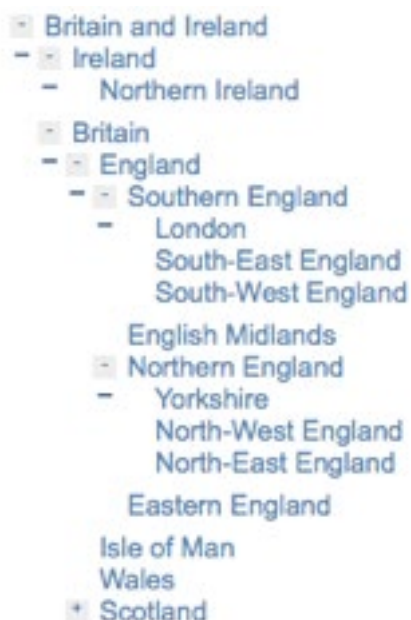 Britain and Ireland
Ireland
Northern Ireland
Britain
England
Southern England
London
South-East England
South-West England
English Midlands
Northern England
Yorkshire
North-West England
North-East England
Eastern England
Isle of Man
Wales
Scotland